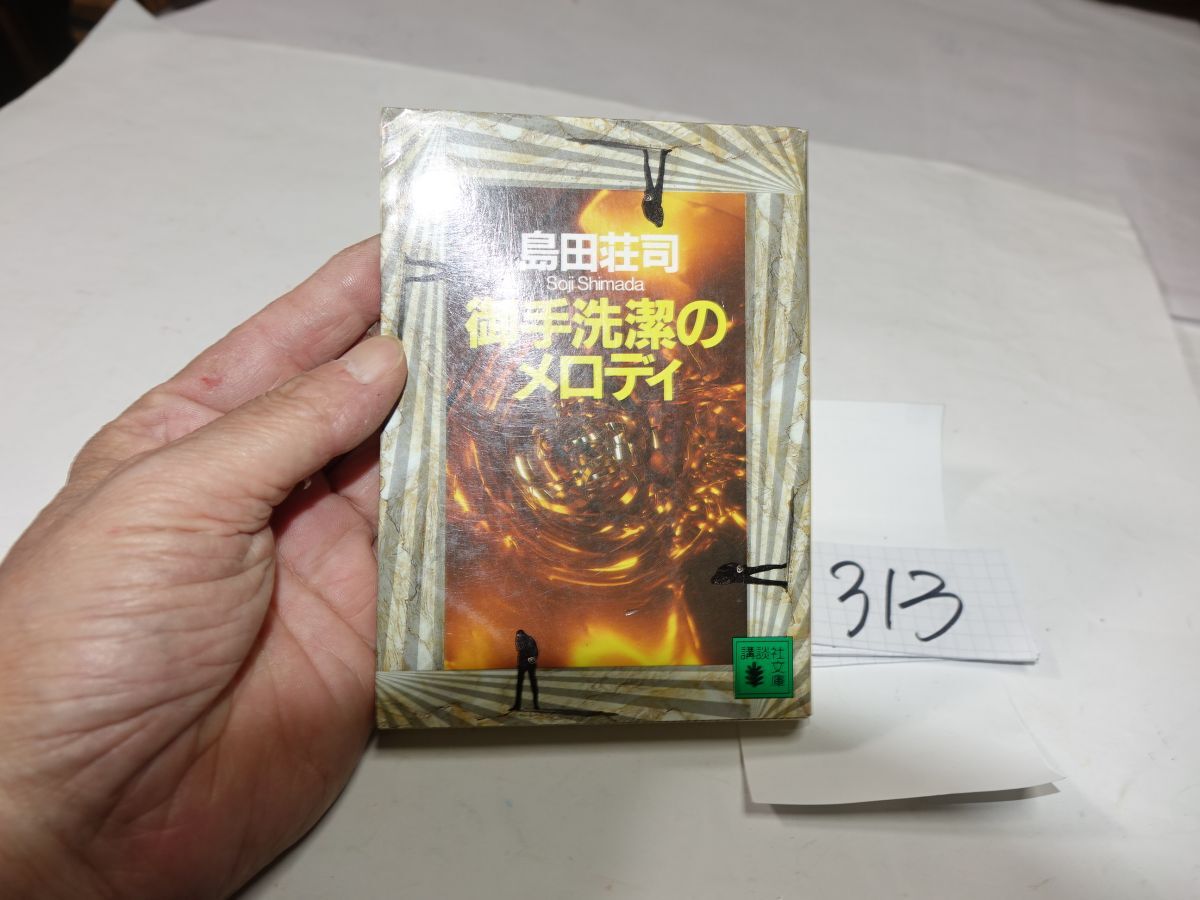 島田荘司
Soji Shimada
御手洗潔の
メロディ
講談社
文庫
313